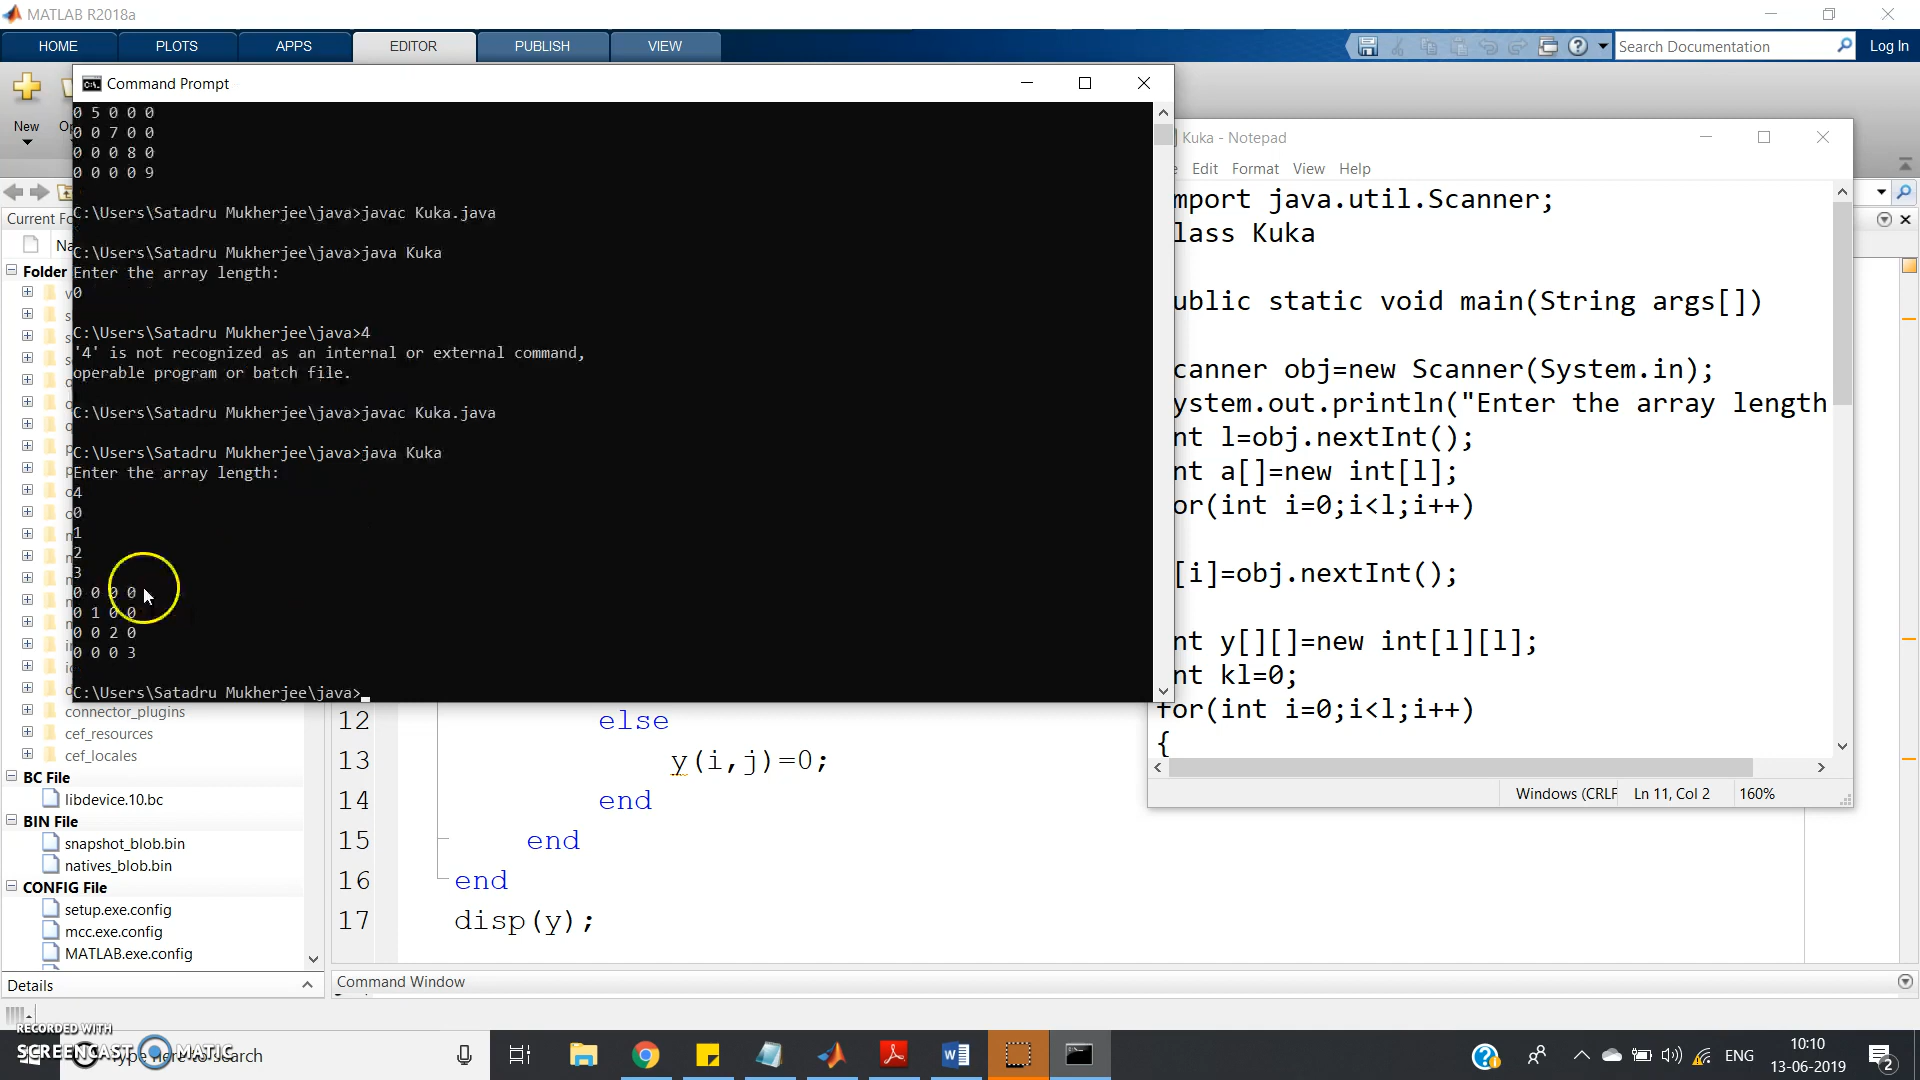 MATLAB R2018a
HOME PLOTS APPS EDITOR PUBLISH VIEW
Search Documentation Log In
New
Current Fo
Na
Folder
Command Prompt
0 5 0 0 0
0 0 7 0 0
0 0 0 8 0
0 0 0 0 9
C:\Users\Satadru Mukherjee\java>javac Kuka.java
C:\Users\Satadru Mukherjee\java>java Kuka
Enter the array length:
0
C:\Users\Satadru Mukherjee\java>4
'4' is not recognized as an internal or external command,
operable program or batch file.
C:\Users\Satadru Mukherjee\java>javac Kuka.java
C:\Users\Satadru Mukherjee\java>java Kuka
Enter the array length:
4
0
1
2
3
0 0 0 0
0 1 0 0
0 0 2 0
0 0 0 3
C:\Users\Satadru Mukherjee\java>
Kuka - Notepad
Edit Format View Help
mport java.util.Scanner;
lass Kuka
ublic static void main(String args[])
canner obj=new Scanner(System.in);
ystem.out.println("Enter the array length
nt l=obj.nextInt();
nt a[]=new int[l];
or(int i=0;i<l;i++)
[i]=obj.nextInt();
nt y[][]=new int[l][l];
nt kl=0;
for(int i=0;i<l;i++)
{
Windows (CRLF Ln 11, Col 2 160%
12 else
13 y(i,j)=0;
14 end
15 end
16 end
17 disp(y);
connector_plugins
cef_resources
cef_locales
BC File
libdevice.10.bc
BIN File
snapshot_blob.bin
natives_blob.bin
CONFIG File
setup.exe.config
mcc.exe.config
MATLAB.exe.config
Details
Command Window
RECORDED WITH
SCREENCAST MATIC
Type here to search
ENG
10:10
13-06-2019
2